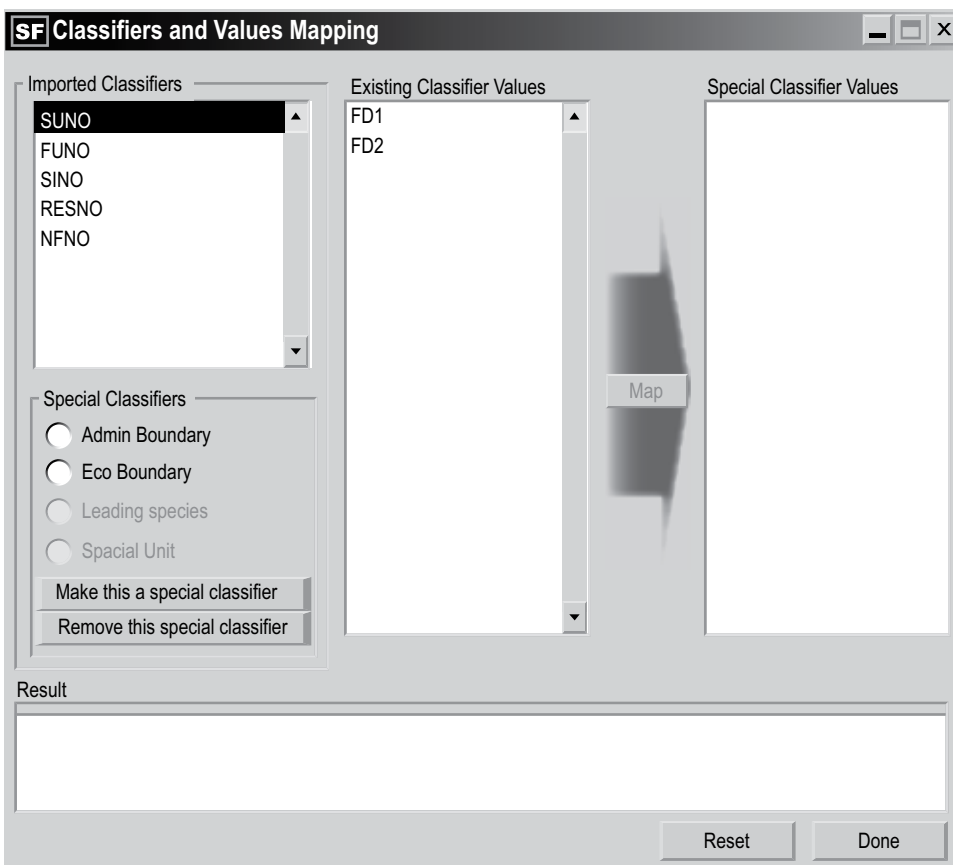 SF Classifiers and Values Mapping
Imported Classifiers
SUNO
FUNO
SINO
RESNO
NFNO
Special Classifiers
Admin Boundary
Eco Boundary
Leading species
Spacial Unit
Make this a special classifier
Remove this special classifier
Existing Classifier Values
FD1
FD2
Map
Special Classifier Values
Result
Reset
Done